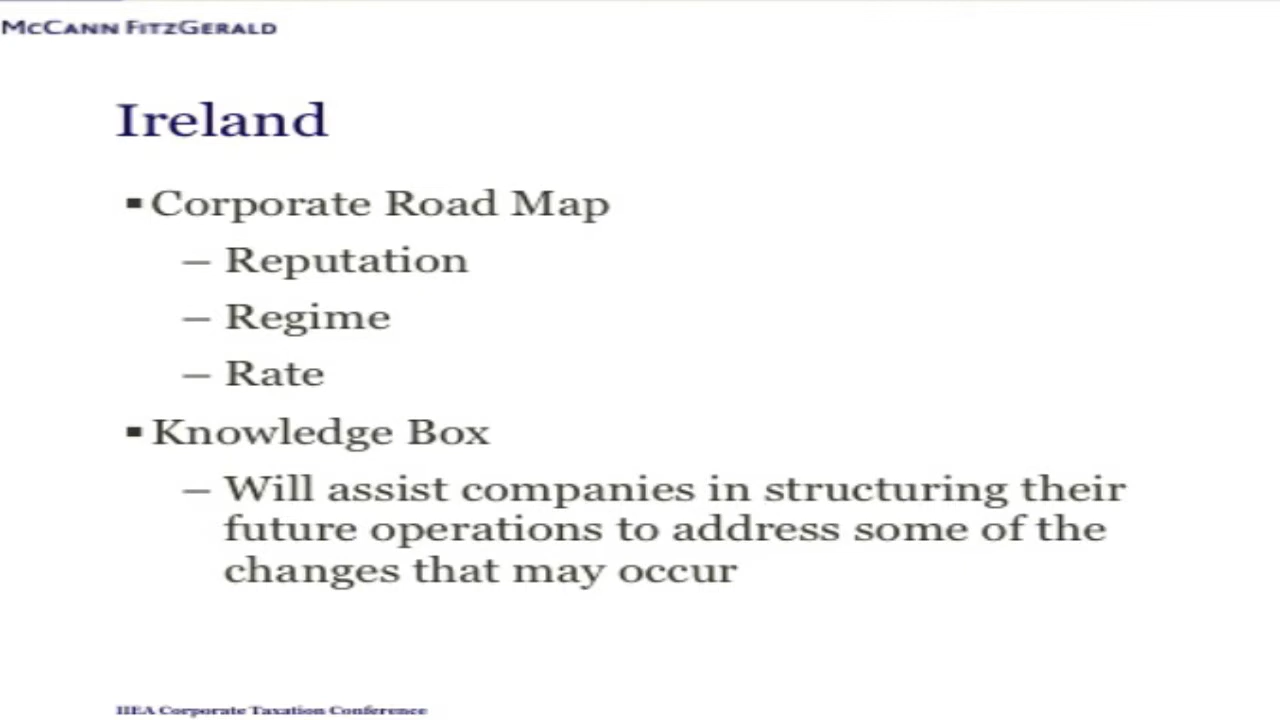 McCann FitzGerald
Ireland
▪ Corporate Road Map
– Reputation
– Regime
– Rate
▪ Knowledge Box
– Will assist companies in structuring their
future operations to address some of the
changes that may occur
IIEA Corporate Taxation Conference